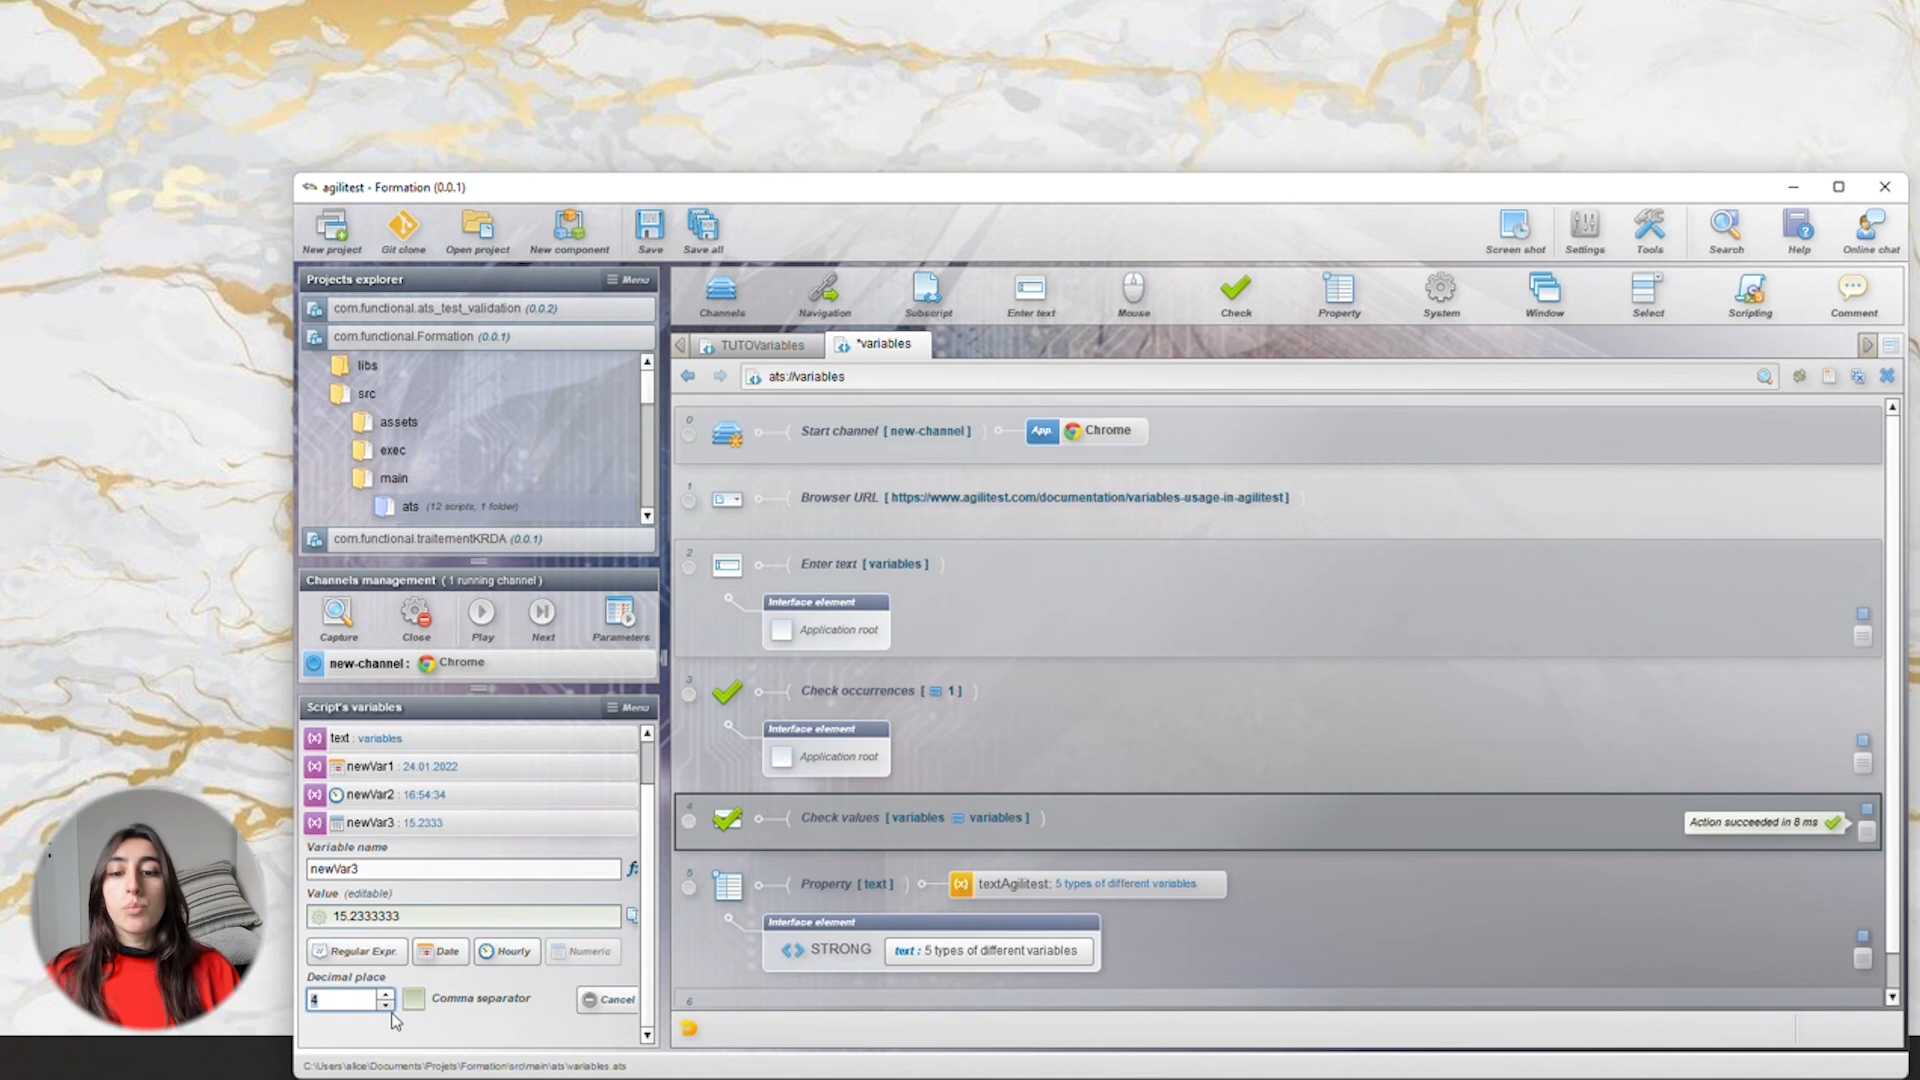 agilitest - Formation (0.0.1)
New project
Git clone
Open project
New component
Save
Save all
Screen shot
Settings
Tools
Search
Help
Online chat
Projects explorer
Menu
com.functional.ats_test_validation (0.0.2)
com.functional.Formation (0.0.1)
libs
src
assets
exec
main
ats (12 scripts, 1 folder)
com.functional.traitementKRDA (0.0.1)
Channels management ( 1 running channel )
Capture
Close
Play
Next
Parameters
new-channel : Chrome
Script's variables
Menu
text : variables
newVar1 : 24.01.2022
newVar2 : 16:54:34
newVar3 : 15.2333
Variable name
newVar3
Value (editable)
15.2333333
Regular Expr.
Date
Hourly
Numeric
Decimal place
4
Comma separator
Cancel
Channels
Navigation
Subscript
Enter text
Mouse
Check
Property
System
Window
Select
Scripting
Comment
TUTOVariables
*variables
ats://variables
0
Start channel [ new-channel ]
App.
Chrome
1
Browser URL [ https://www.agilitest.com/documentation/variables-usage-in-agilitest ]
2
Enter text [ variables ]
Interface element
Application root
3
Check occurrences [ = 1 ]
Interface element
Application root
4
Check values [ variables = variables ]
Action succeeded in 8 ms
5
Property [ text ]
(x) textAgilitest: 5 types of different variables
Interface element
STRONG
text : 5 types of different variables
6
C:\Users\alice\Documents\Projets\Formation\src\main\ats\variables.ats